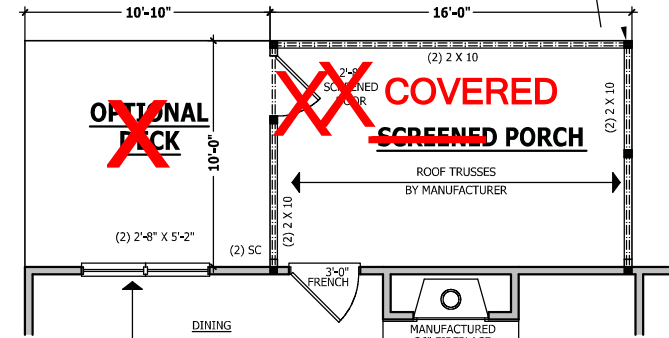 10'-10"
16'-0"
(2) 2 X 10
2'-8"
SCREENED
DOOR
COVERED
(2) 2 X 10
OPTIONAL
DECK
SCREENED PORCH
10'-0"
ROOF TRUSSES
BY MANUFACTURER
(2) 2 X 10
(2) 2'-8" X 5'-2"
(2) SC
3'-0"
FRENCH
DINING
MANUFACTURED